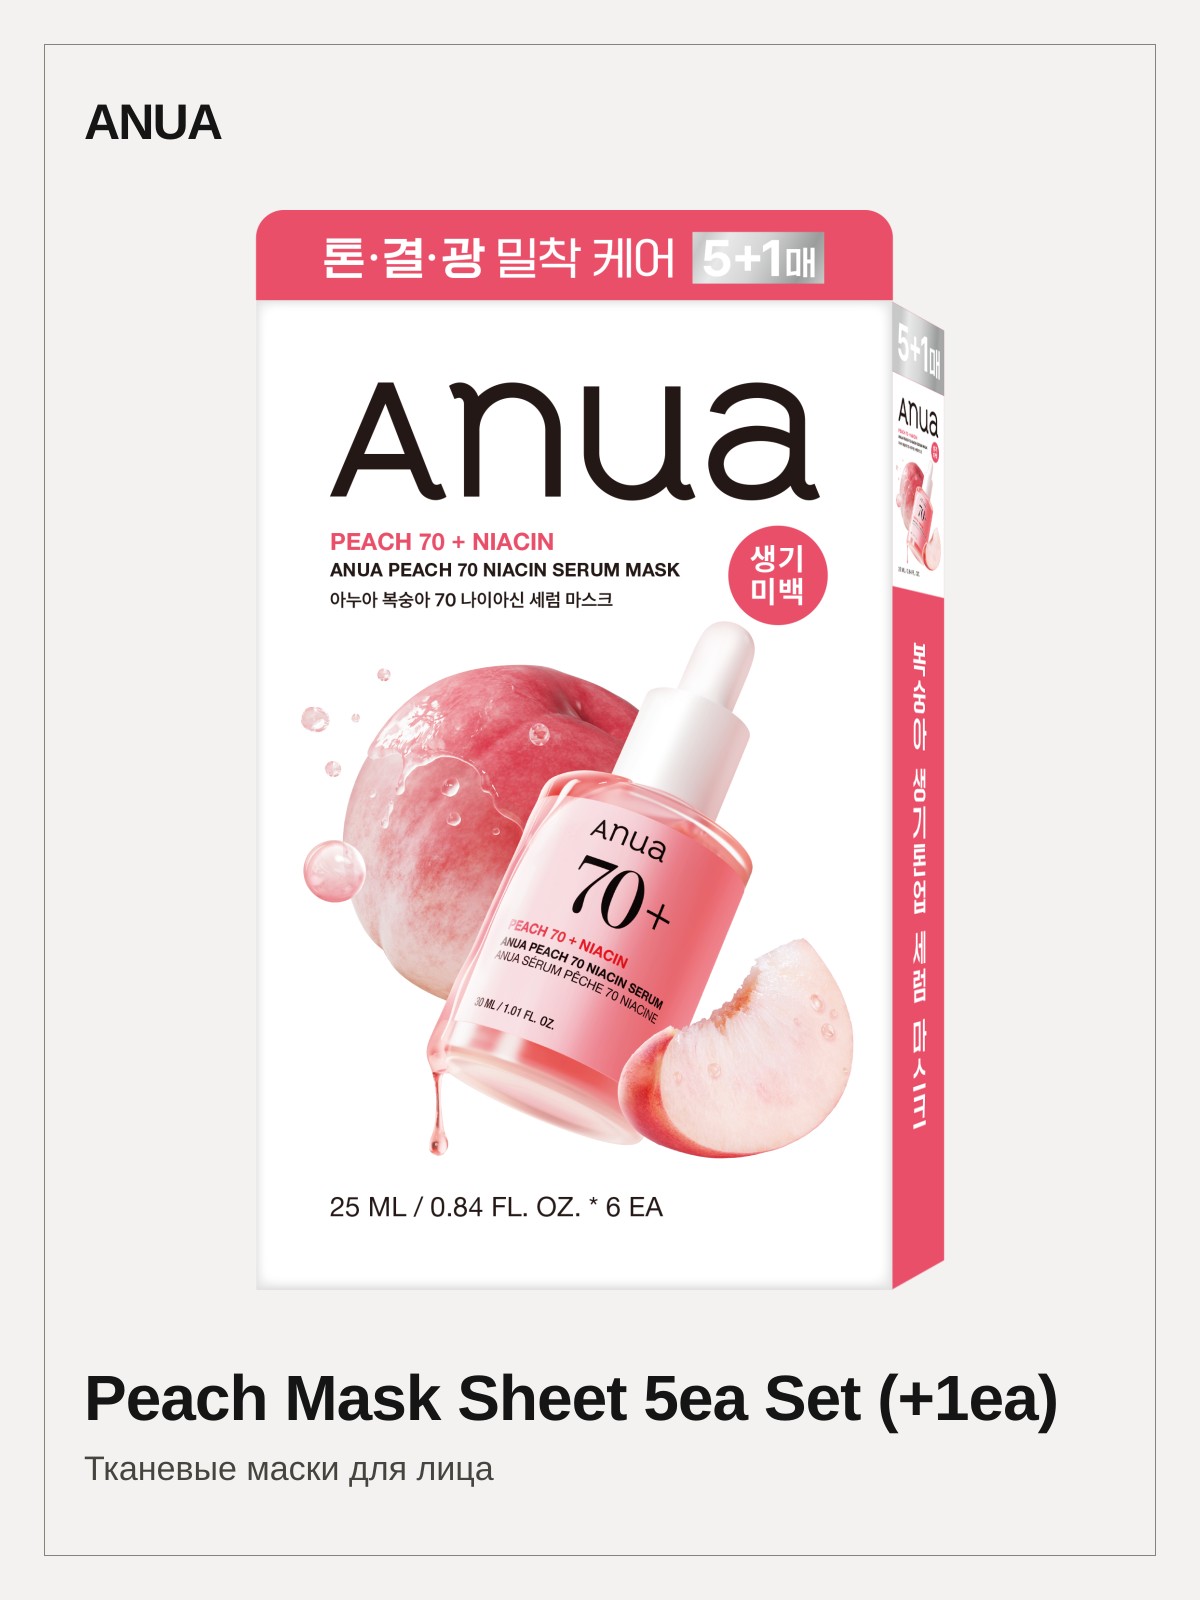 ANUA
톤·결·광 밀착 케어 5+1매
5+1매
Anua
Anua
PEACH 70 + NIACIN
ANUA PEACH 70 NIACIN SERUM MASK
아누아 복숭아 70 나이아신 세럼 마스크
생기
미백
Anua
70+
PEACH 70 + NIACIN
ANUA PEACH 70 NIACIN SERUM
ANUA SÉRUM PÊCHE 70 NIACINE
30 ML / 1.01 FL. OZ.
복숭아 생기톤업 세럼 마스크
25 ML / 0.84 FL. OZ. * 6 EA
Peach Mask Sheet 5ea Set (+1ea)
Тканевые маски для лица